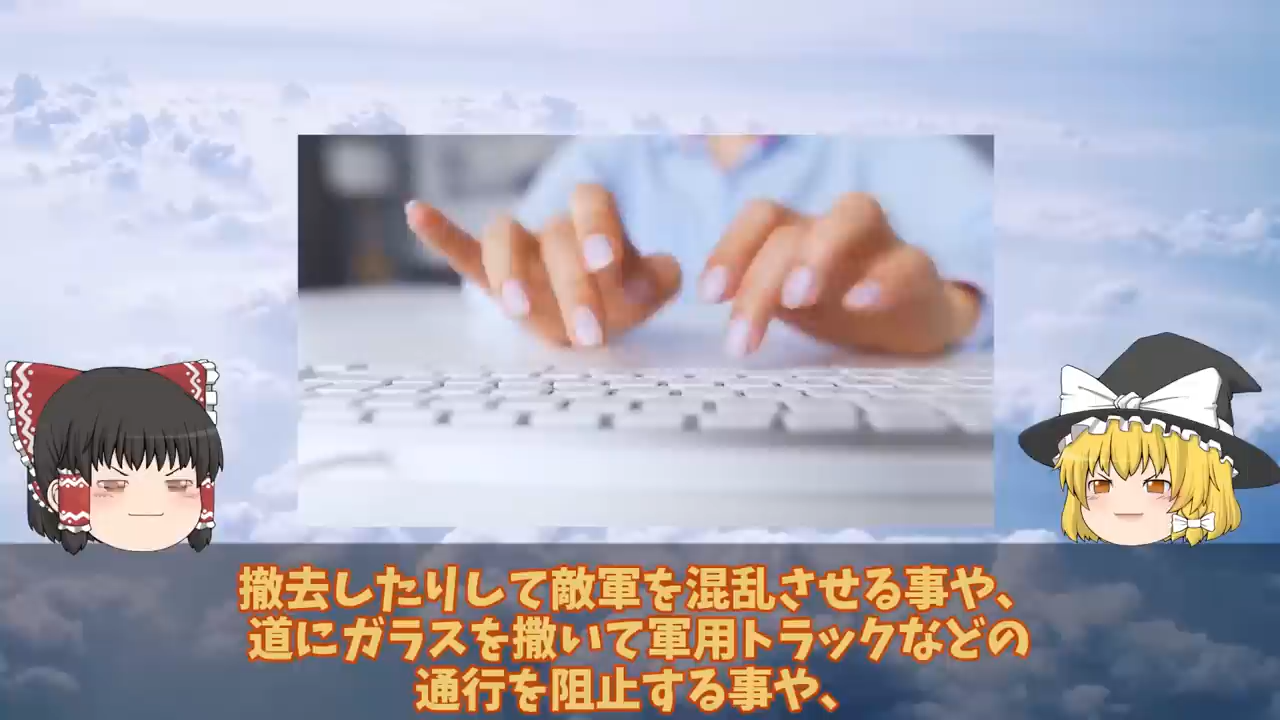 撤去したりして敵軍を混乱させる事や、
道にガラスを撒いて軍用トラックなどの
通行を阻止する事や、